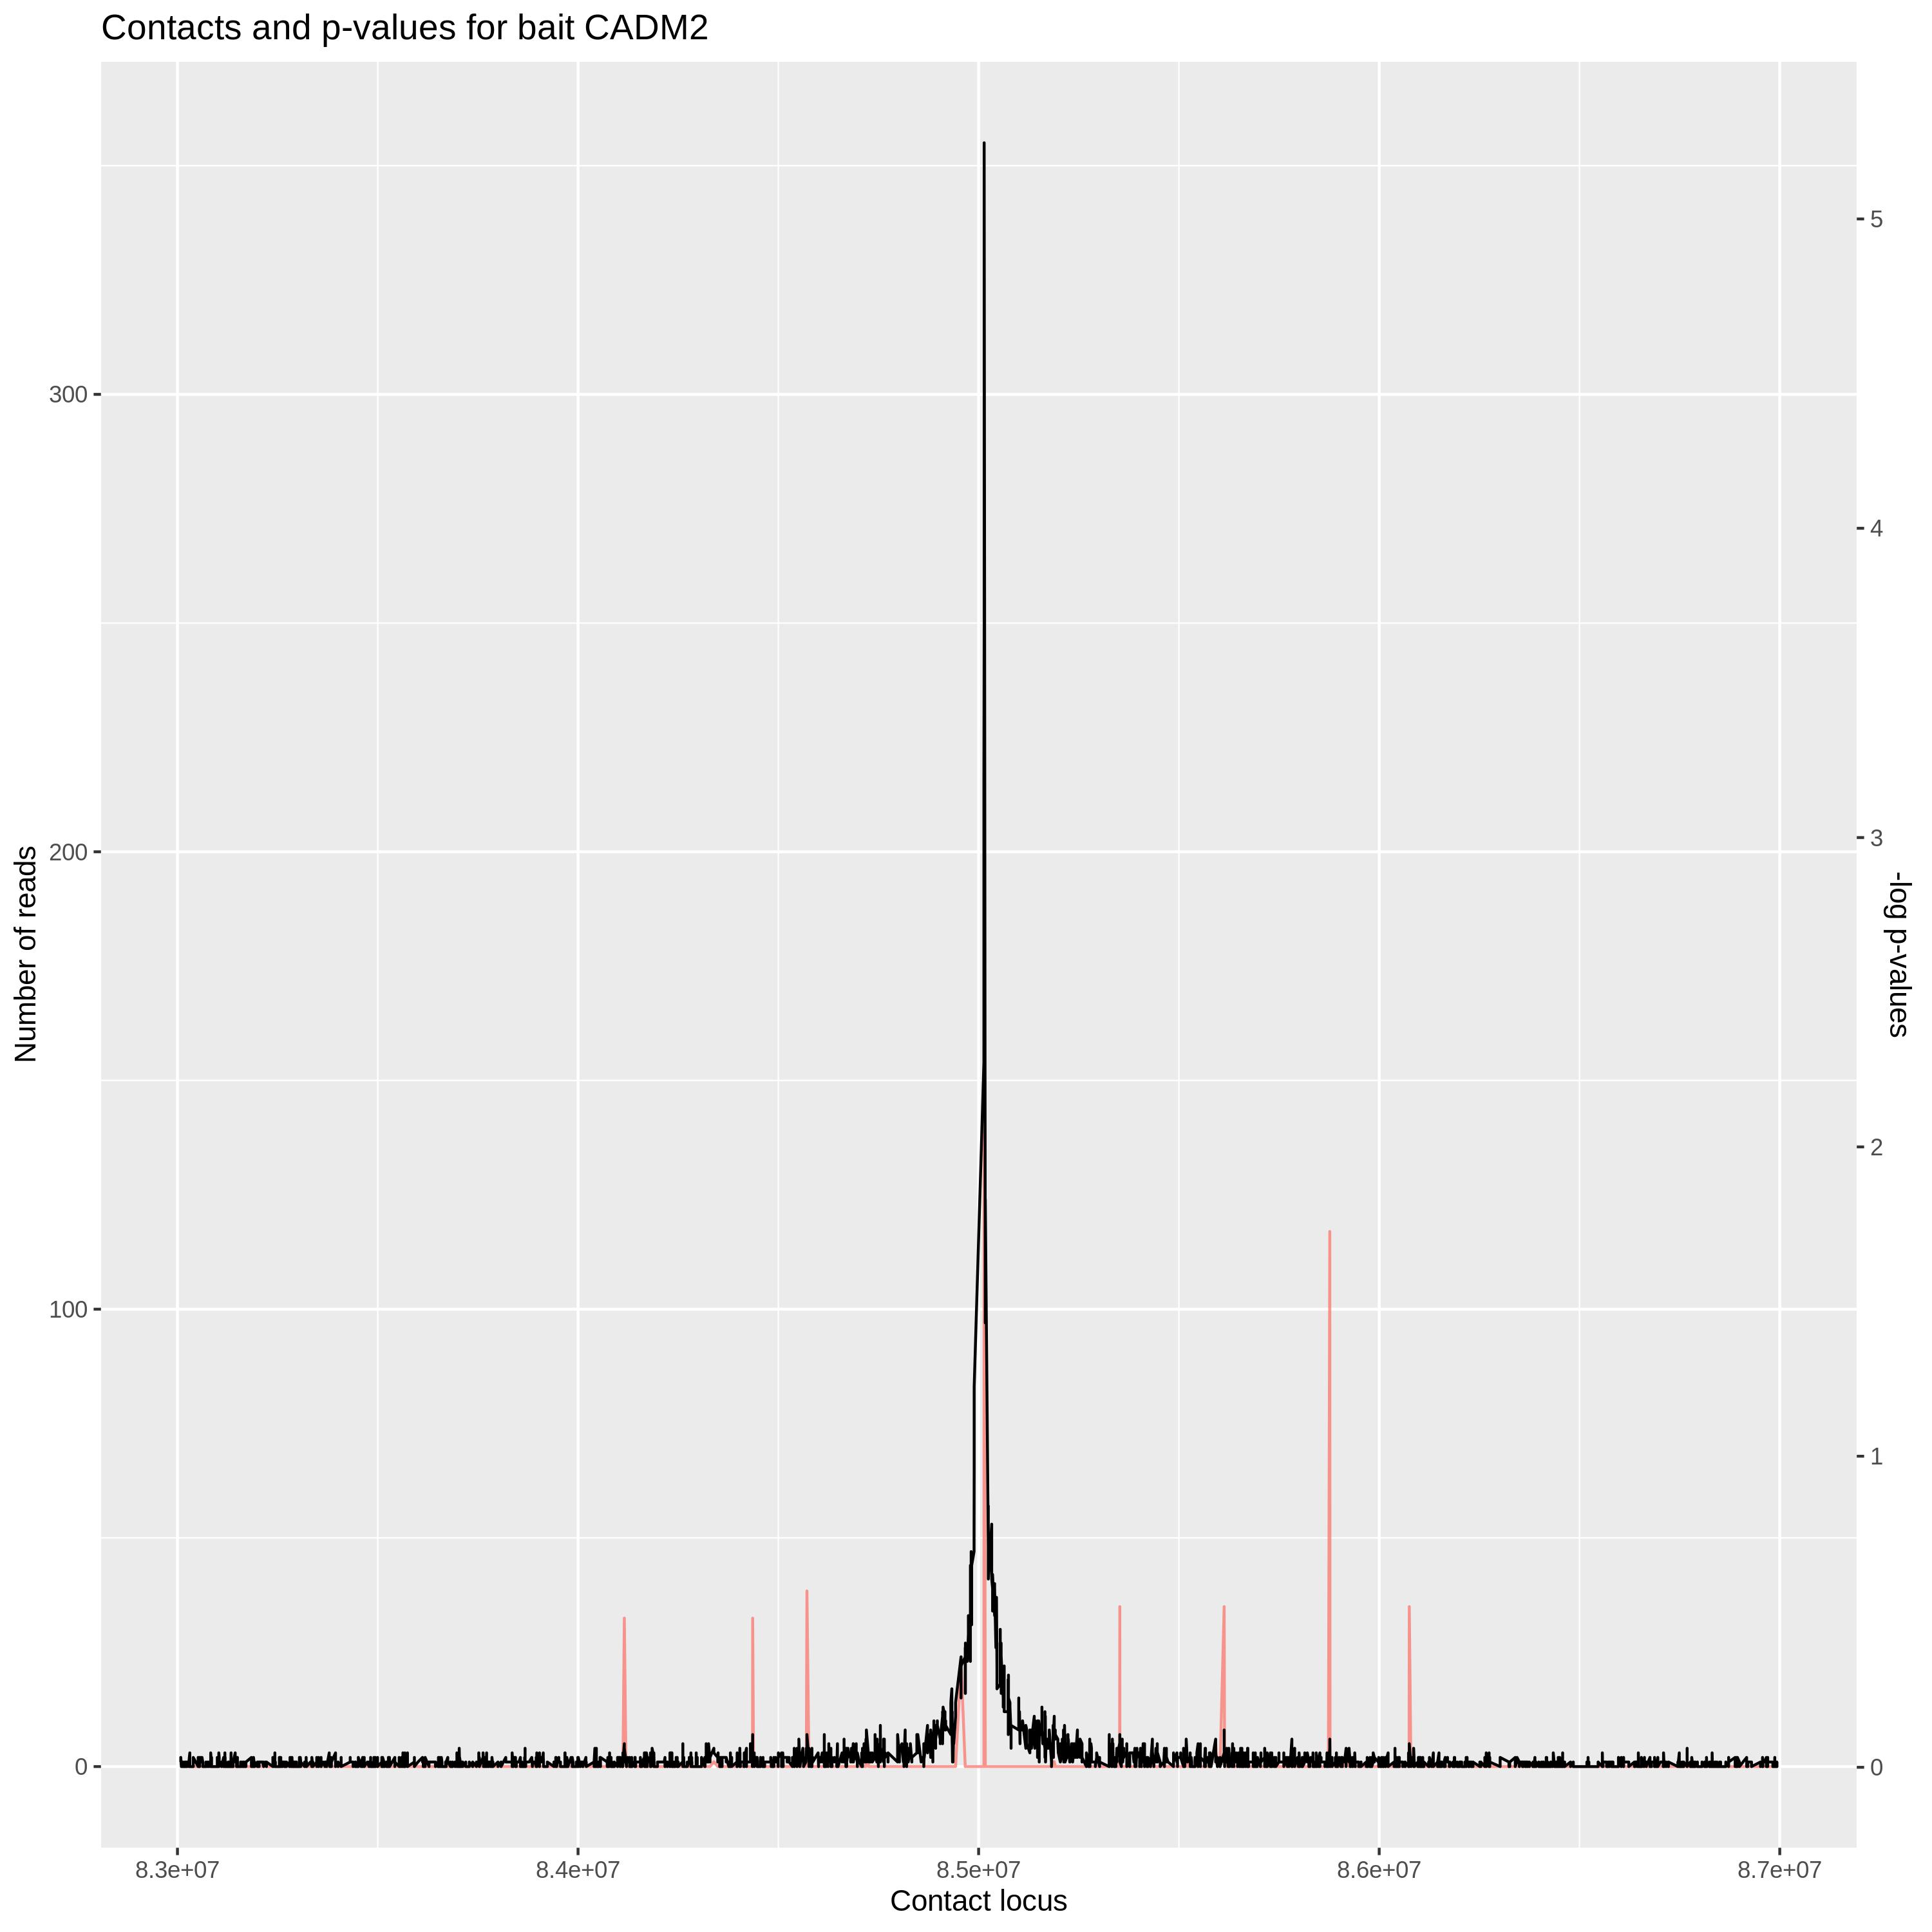 Contacts and p-values for bait CADM2
Number of reads
300
200
100
0
5
4
3
2
1
0
-log p-values
8.3e+07 8.4e+07 8.5e+07 8.6e+07 8.7e+07
Contact locus